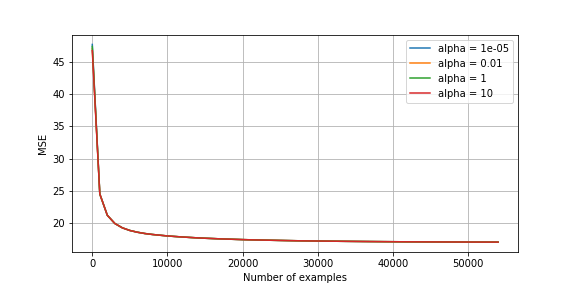 alpha = 1e-05
alpha = 0.01
alpha = 1
alpha = 10
45
40
35
30
25
20
MSE
0 10000 20000 30000 40000 50000
Number of examples